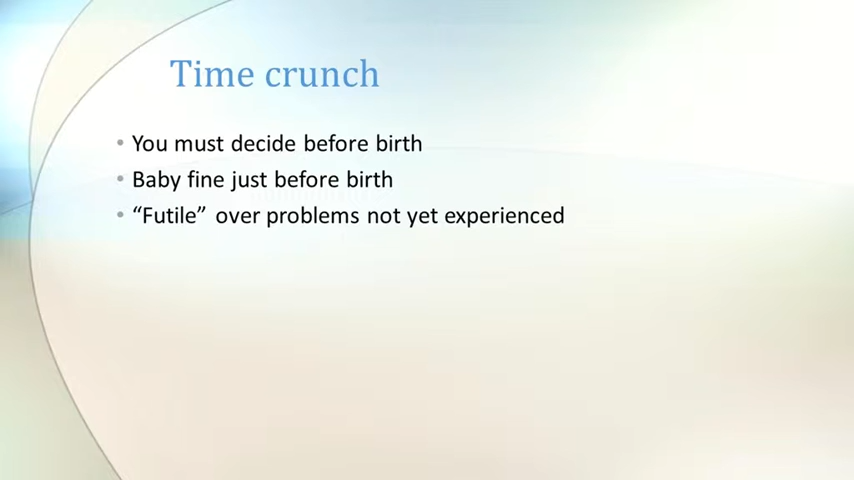 Time crunch
• You must decide before birth
• Baby fine just before birth
• “Futile” over problems not yet experienced